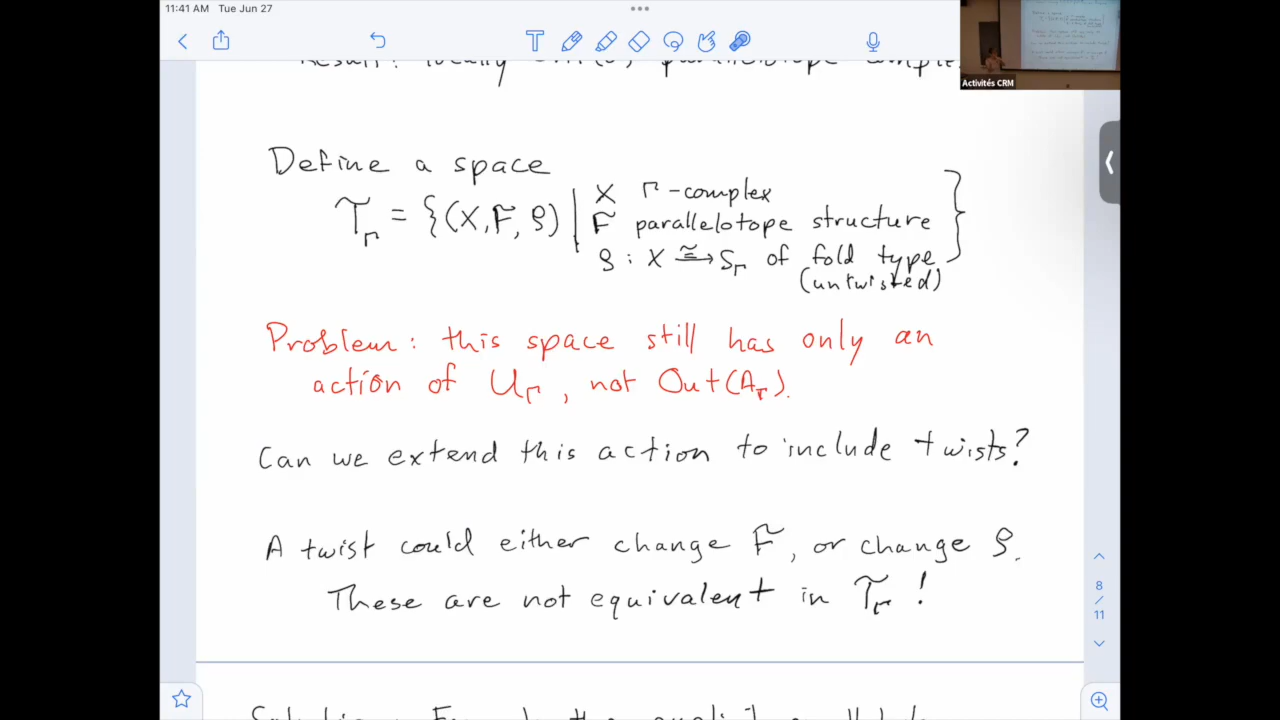 11:41 AM Tue Jun 27
Activités CRM
Result: locally
Define a space
𝒯_Γ = {(X, F̃, ρ) | X Γ-complex
F̃ parallelotope structure
ρ : X ≅→ S_Γ of fold type
(untwisted) }
Problem: this space still has only an
action of U_Γ, not Out(A_Γ).
Can we extend this action to include twists?
A twist could either change F̃, or change ρ.
These are not equivalent in 𝒯_Γ !
8
/
11